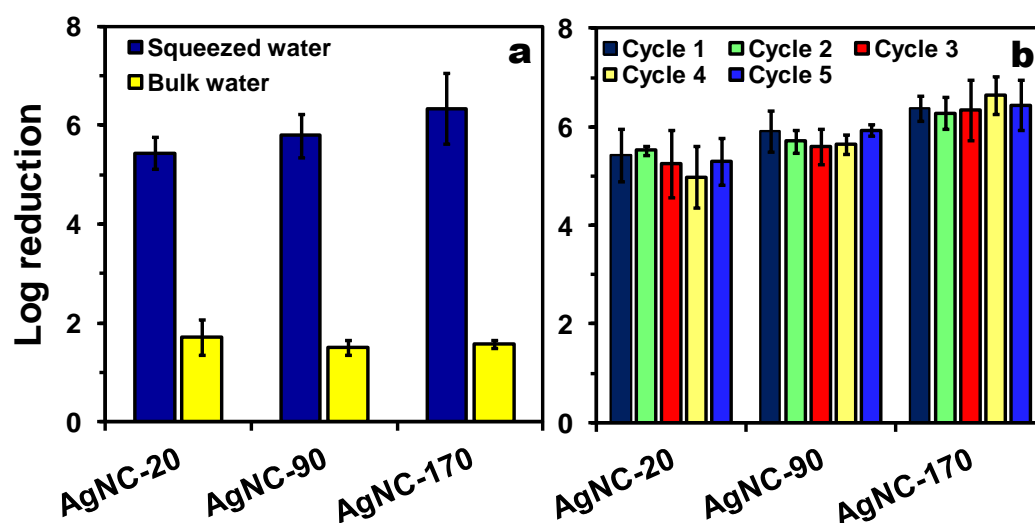 Log reduction
8
6
4
2
0
Squeezed water
Bulk water
a
AgNC-20
AgNC-90
AgNC-170
8
6
4
2
0
Cycle 1 Cycle 2 Cycle 3
Cycle 4 Cycle 5
b
AgNC-20
AgNC-90
AgNC-170